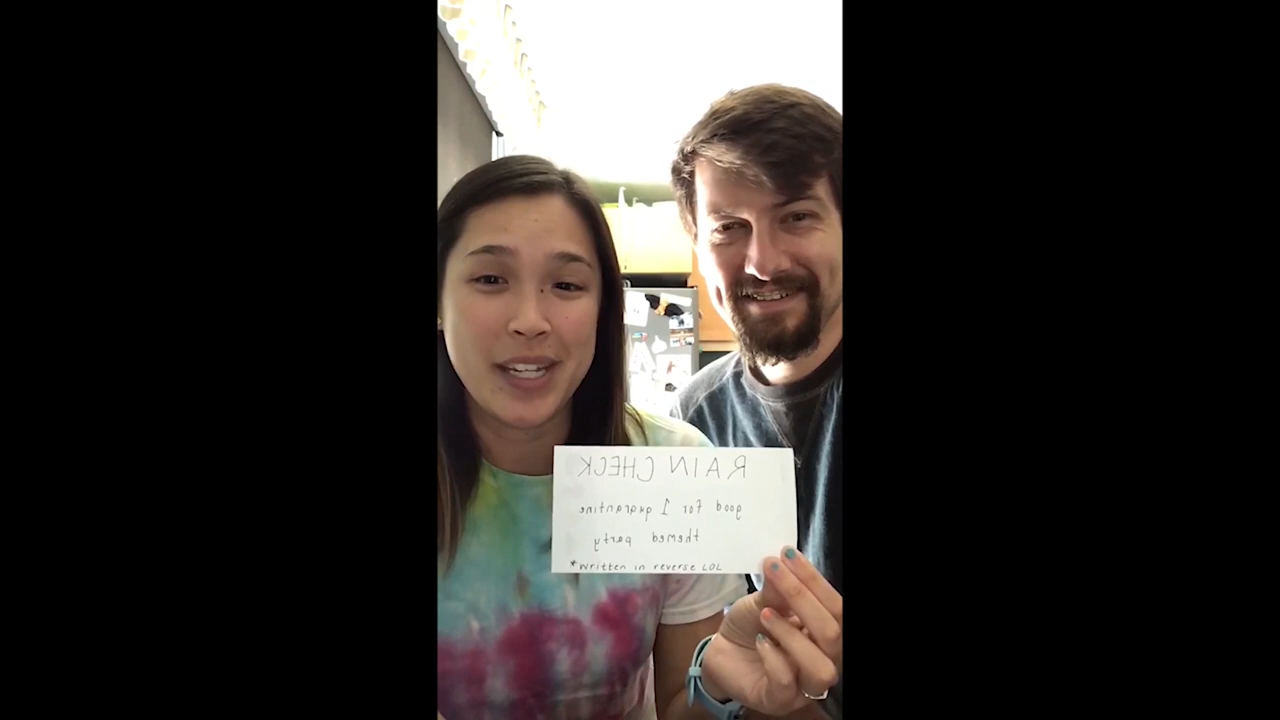 RAIN CHECK
good for 1 quarantine
themed party
*written in reverse LOL